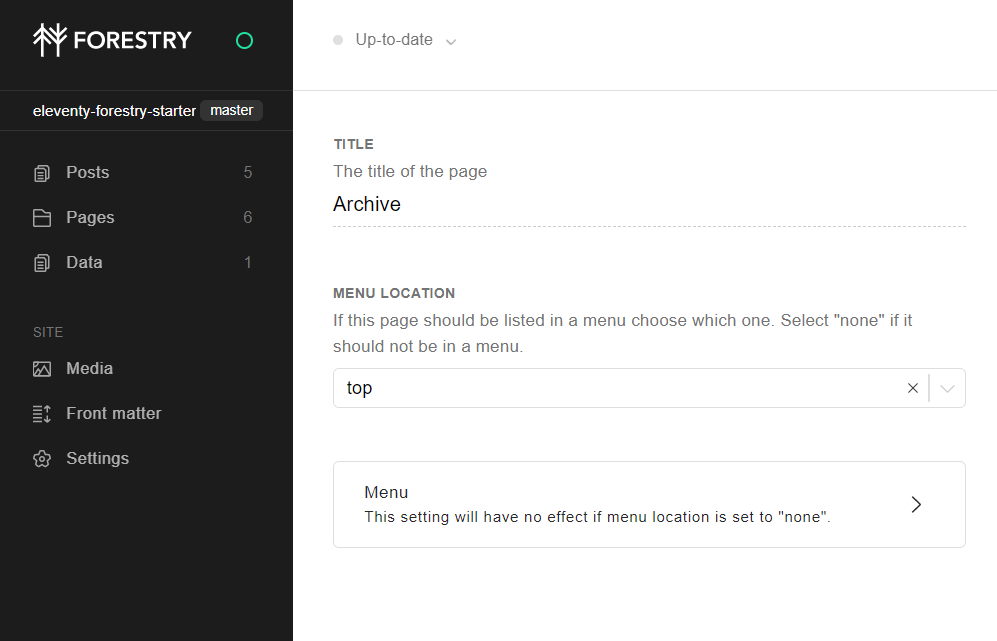 FORESTRY
eleventy-forestry-starter master
Posts 5
Pages 6
Data 1
SITE
Media
Front matter
Settings
Up-to-date
TITLE
The title of the page
Archive
MENU LOCATION
If this page should be listed in a menu choose which one. Select "none" if it
should not be in a menu.
top
Menu
This setting will have no effect if menu location is set to "none".